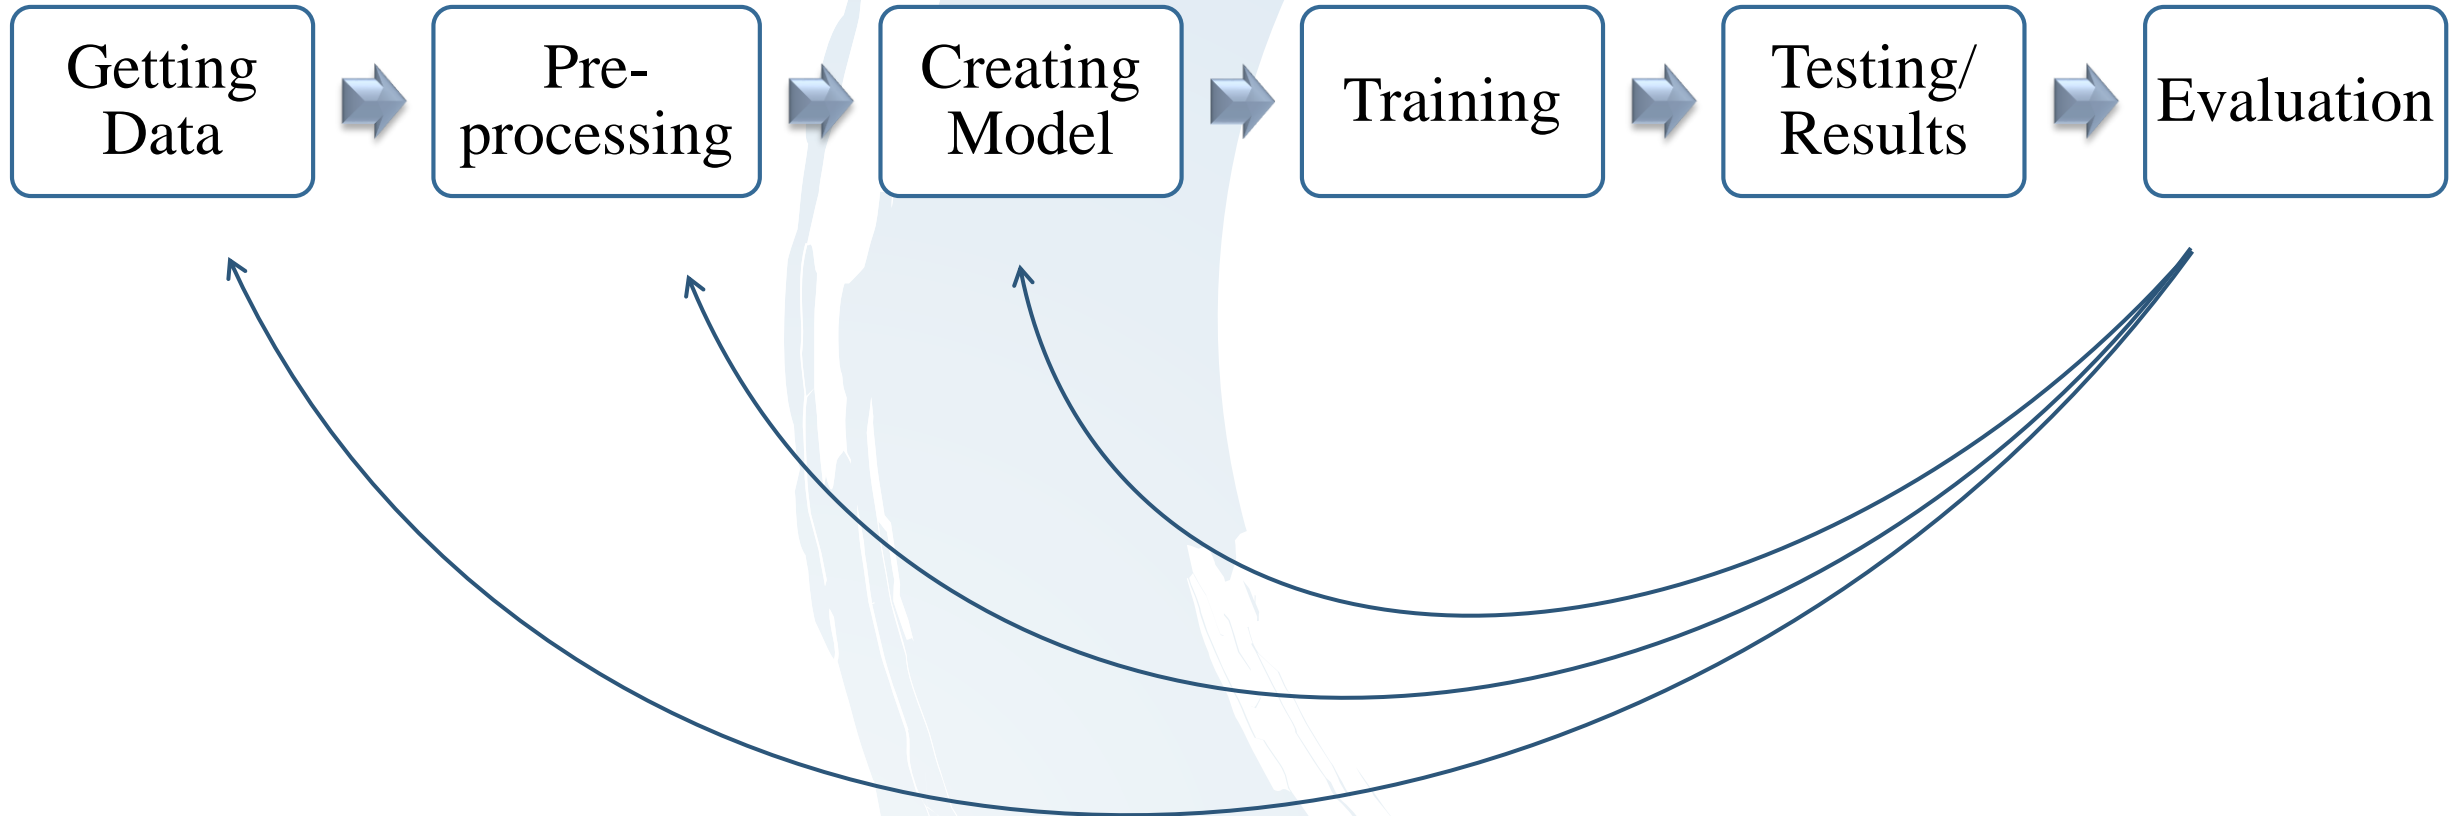 Getting
Data
Pre-
processing
Creating
Model
Training
Testing/
Results
Evaluation